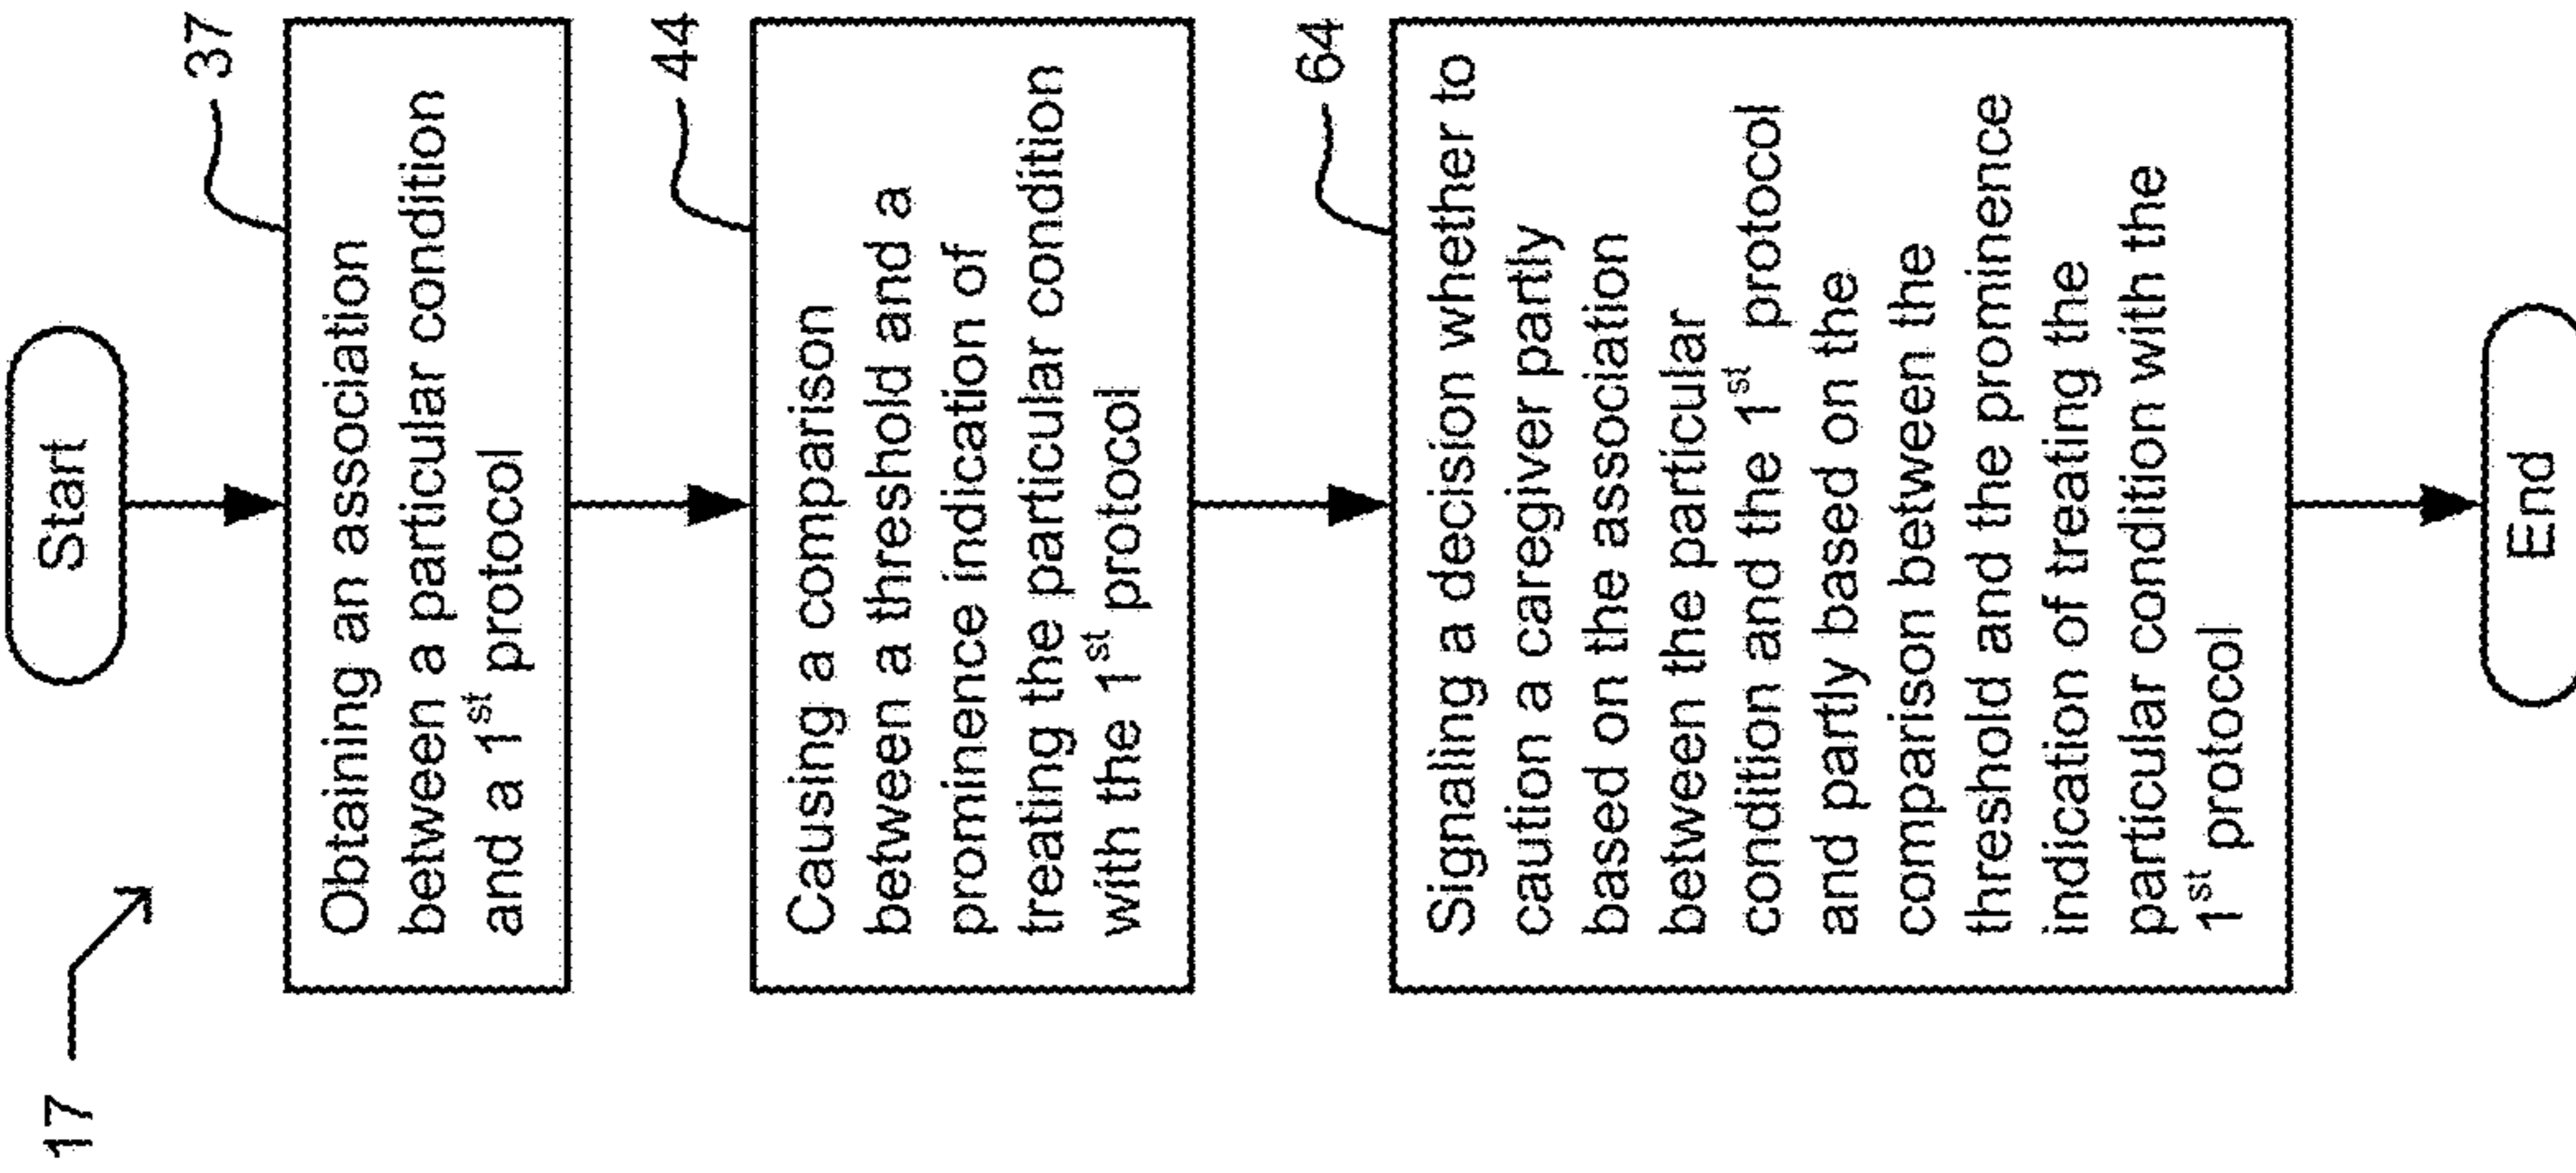 17
Start
37
Obtaining an association
between a particular condition
and a 1st protocol
44
Causing a comparison
between a threshold and a
prominence indication of
treating the particular condition
with the 1st protocol
64
Signaling a decision whether to
caution a caregiver partly
based on the association
between the particular
condition and the 1st protocol
and partly based on the
comparison between the
threshold and the prominence
indication of treating the
particular condition with the
1st protocol
End